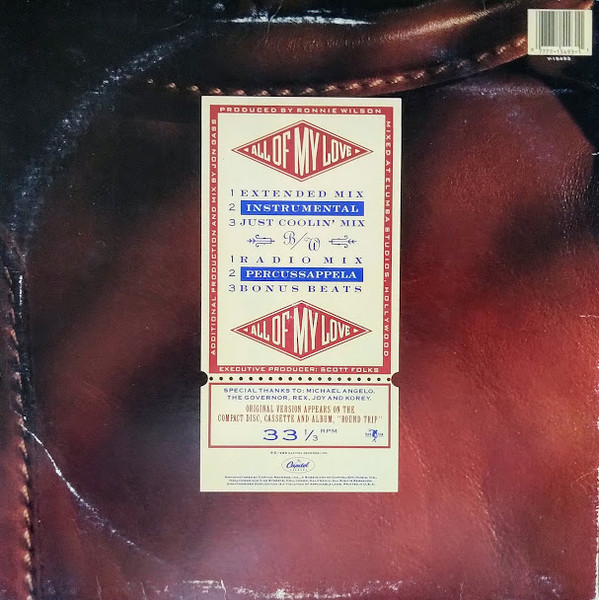 V-15493
PRODUCED BY RONNIE WILSON
ADDITIONAL PRODUCTION AND MIX BY JON GASS
MIXED AT ELUMBA STUDIOS, HOLLYWOOD
ALL OF MY LOVE
1 EXTENDED MIX
2 INSTRUMENTAL
3 JUST COOLIN' MIX
B/W
1 RADIO MIX
2 PERCUSSAPPELA
3 BONUS BEATS
ALL OF MY LOVE
EXECUTIVE PRODUCER: SCOTT FOLKS
SPECIAL THANKS TO: MICHAEL ANGELO,
THE GOVERNOR, REX, JOY AND KOREY.
ORIGINAL VERSION APPEARS ON THE
COMPACT DISC, CASSETTE AND ALBUM, "ROUND TRIP"
33 1/3 RPM
Capitol